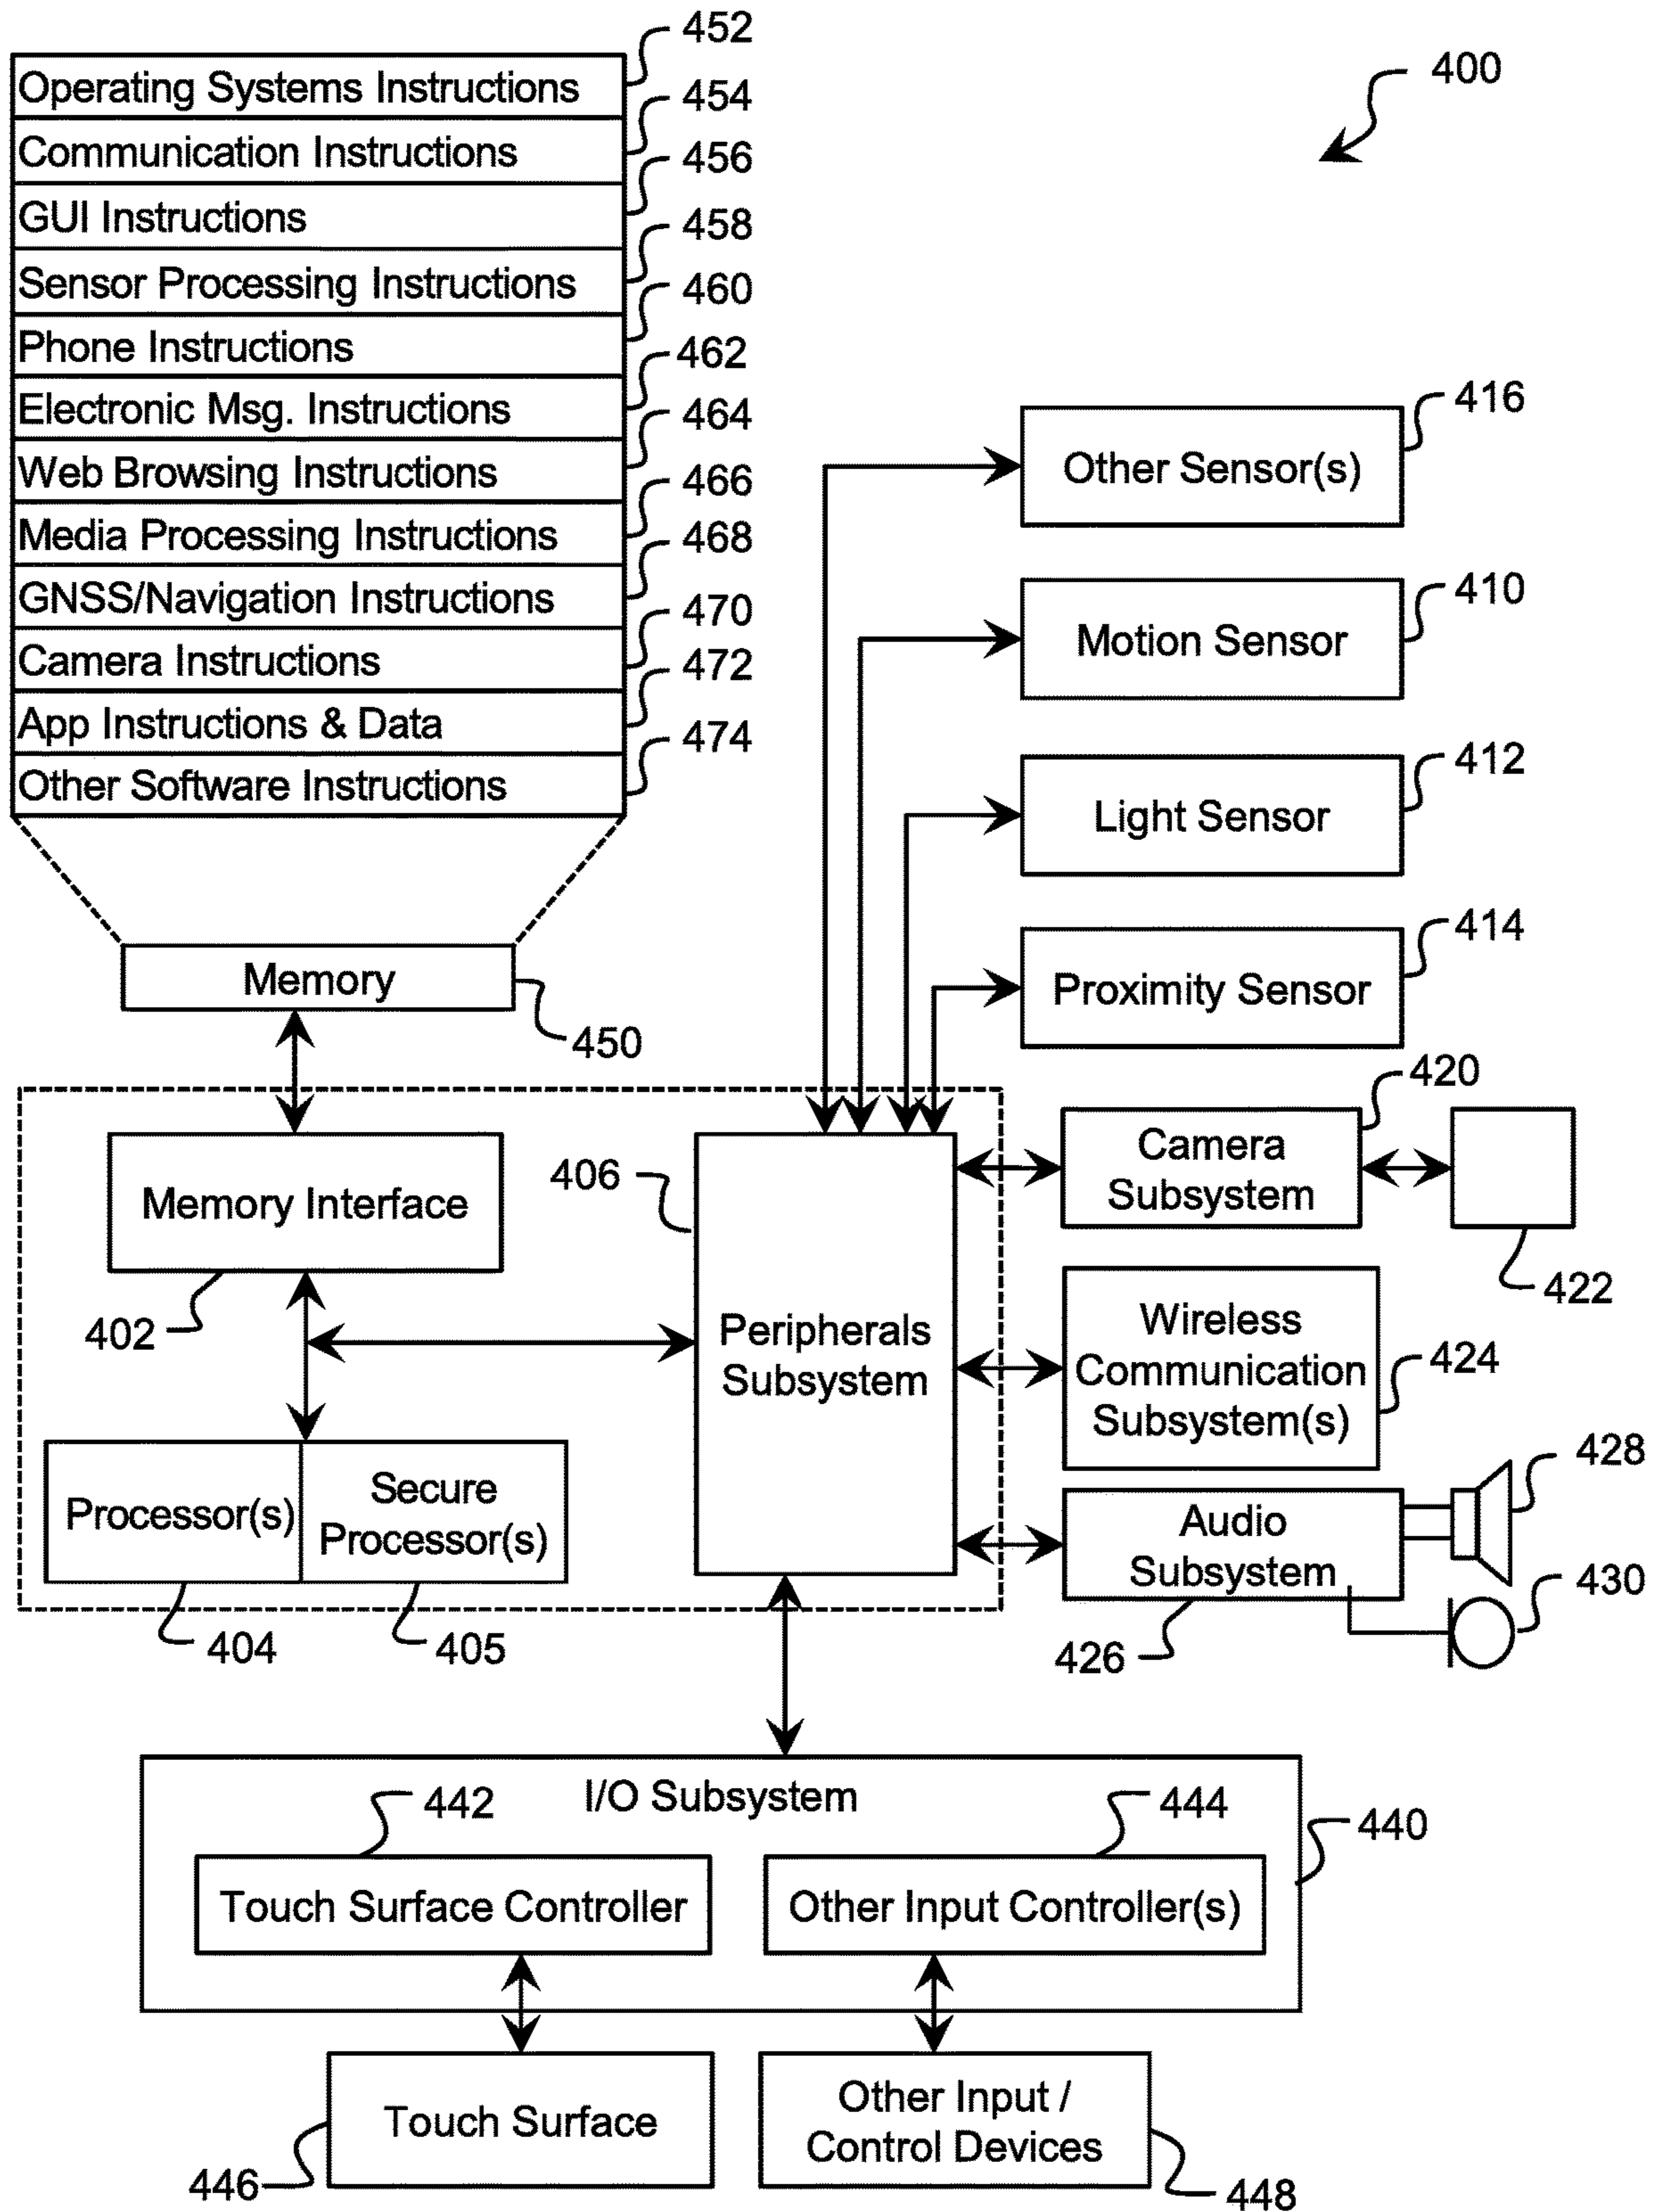 452
400
Operating Systems Instructions
454
Communication Instructions
456
GUI Instructions
458
Sensor Processing Instructions
460
Phone Instructions
462
Electronic Msg. Instructions
464
Web Browsing Instructions
466
Media Processing Instructions
468
GNSS/Navigation Instructions
470
Camera Instructions
472
App Instructions & Data
474
Other Software Instructions
416
Other Sensor(s)
410
Motion Sensor
412
Light Sensor
414
Proximity Sensor
Memory
450
420
Camera
Subsystem
422
406
Memory Interface
402
Peripherals
Subsystem
Wireless
Communication
Subsystem(s)
424
Processor(s)
Secure
Processor(s)
404
405
Audio
Subsystem
428
430
426
I/O Subsystem
442
444
440
Touch Surface Controller
Other Input Controller(s)
Touch Surface
446
Other Input /
Control Devices
448